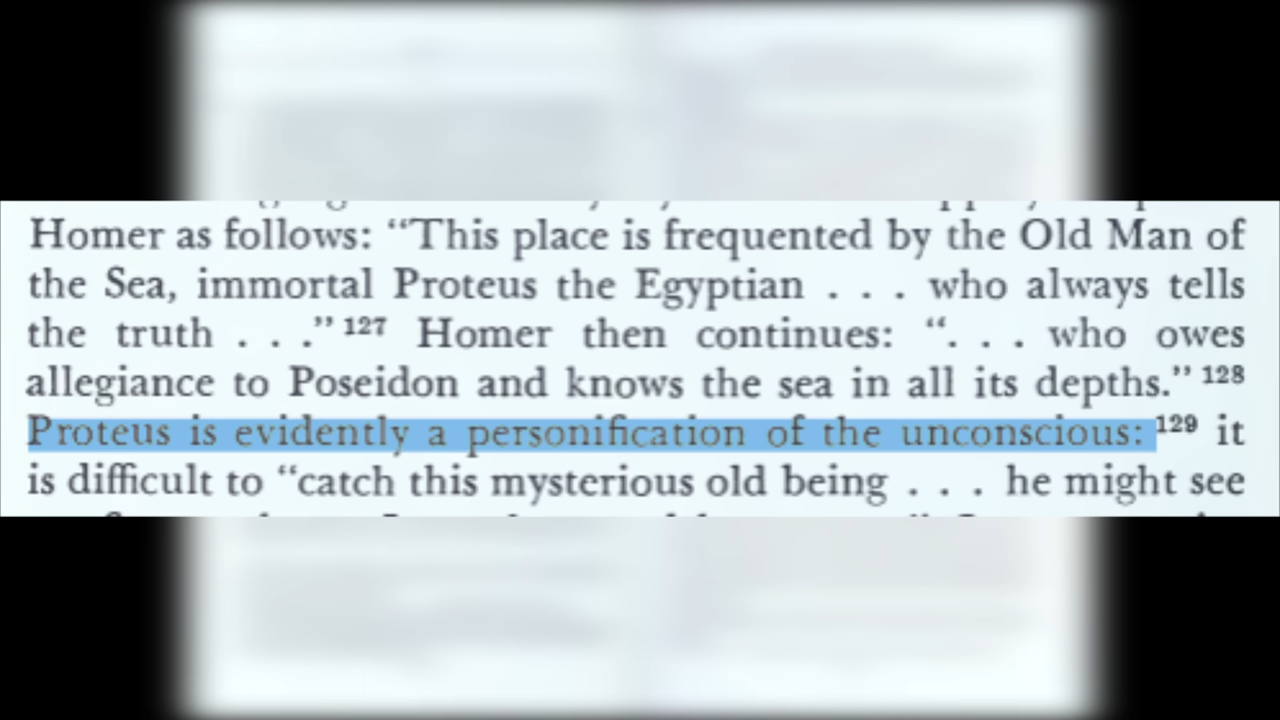 Homer as follows: “This place is frequented by the Old Man of
the Sea, immortal Proteus the Egyptian . . . who always tells
the truth . . .” 127 Homer then continues: “. . . who owes
allegiance to Poseidon and knows the sea in all its depths.” 128
Proteus is evidently a personification of the unconscious: 129 it
is difficult to “catch this mysterious old being . . . he might see